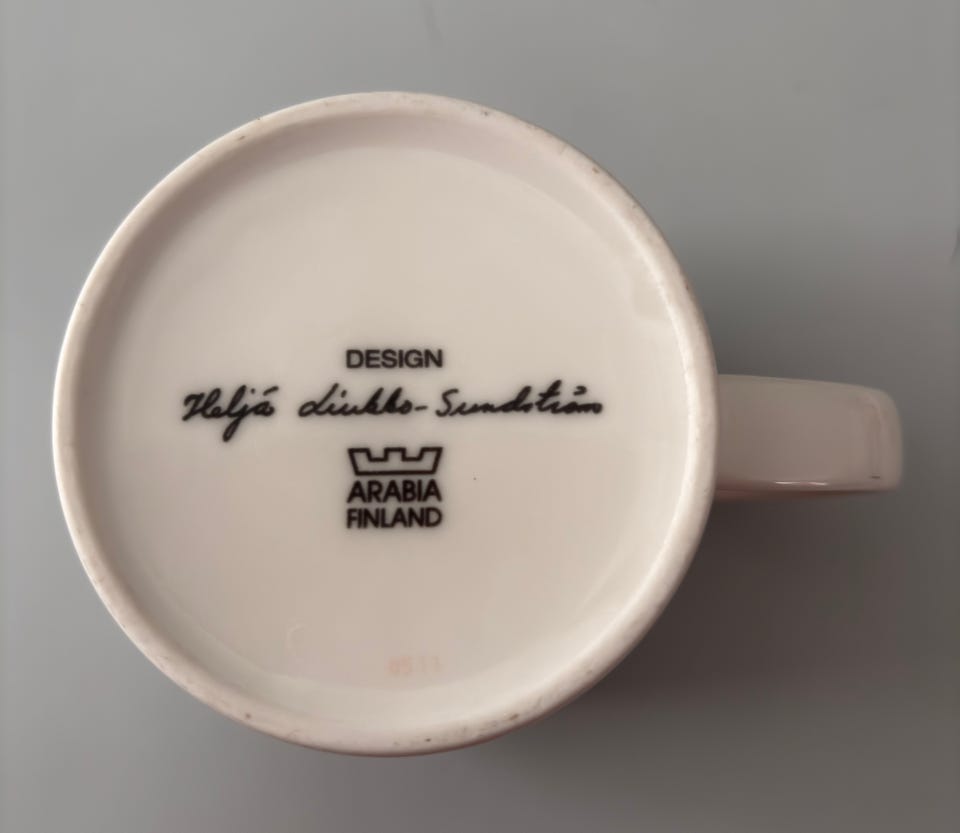 DESIGN
Heljä Liukko-Sundström
ARABIA
FINLAND